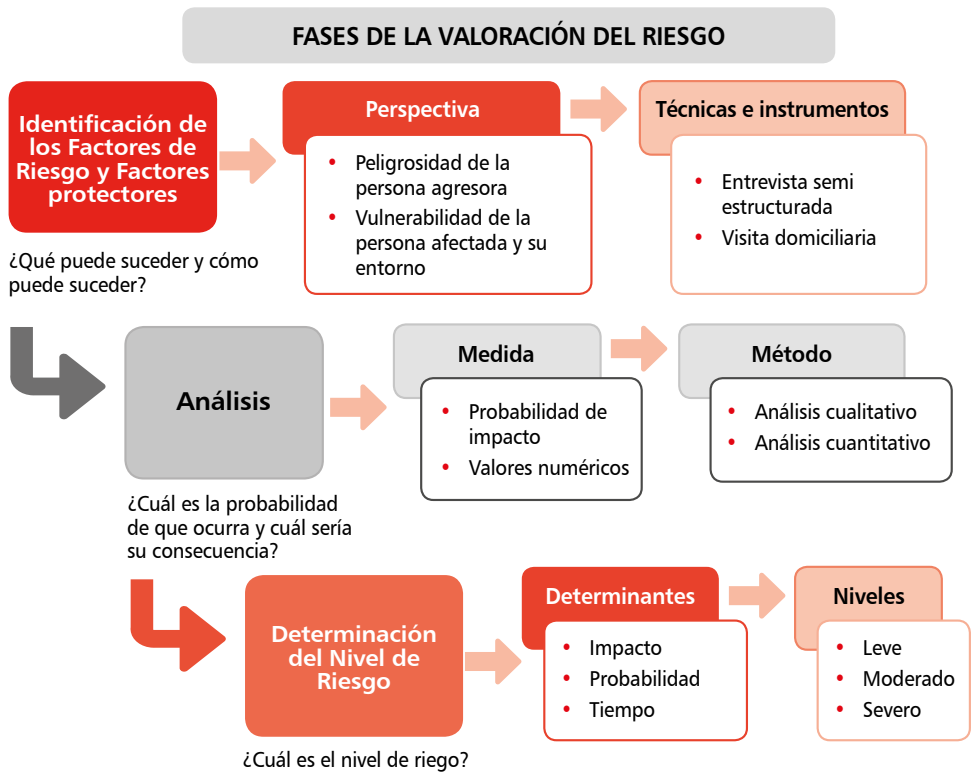 FASES DE LA VALORACIÓN DEL RIESGO
Identificación de
los Factores de
Riesgo y Factores
protectores
¿Qué puede suceder y cómo
puede suceder?
Perspectiva
• Peligrosidad de la
persona agresora
• Vulnerabilidad de la
persona afectada y su
entorno
Técnicas e instrumentos
• Entrevista semi
estructurada
• Visita domiciliaria
Análisis
¿Cuál es la probabilidad
de que ocurra y cuál sería
su consecuencia?
Medida
• Probabilidad de
impacto
• Valores numéricos
Método
• Análisis cualitativo
• Análisis cuantitativo
Determinación
del Nivel de
Riesgo
¿Cuál es el nivel de riego?
Determinantes
• Impacto
• Probabilidad
• Tiempo
Niveles
• Leve
• Moderado
• Severo